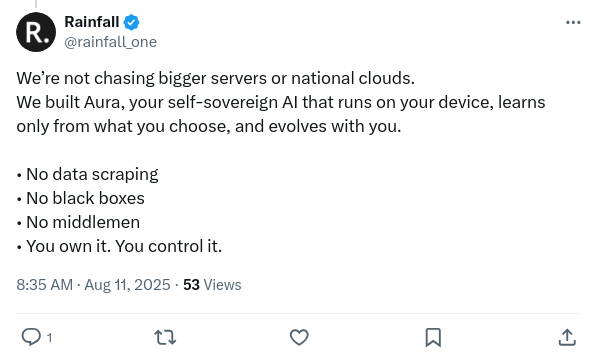 R.
Rainfall
@rainfall_one
We’re not chasing bigger servers or national clouds.
We built Aura, your self-sovereign AI that runs on your device, learns
only from what you choose, and evolves with you.
• No data scraping
• No black boxes
• No middlemen
• You own it. You control it.
8:35 AM · Aug 11, 2025 · 53 Views
1